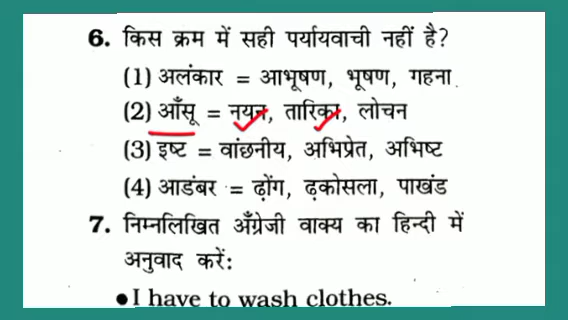 6. किस क्रम में सही पर्यायवाची नहीं है?
(1) अलंकार = आभूषण, भूषण, गहना
(2) आँसू = नयन, तारिका, लोचन
(3) इष्ट = वांछनीय, अभिप्रेत, अभिष्ट
(4) आडंबर = ढ़ोंग, ढ़कोसला, पाखंड
7. निम्नलिखित अँग्रेजी वाक्य का हिन्दी में
अनुवाद करें:
● I have to wash clothes.